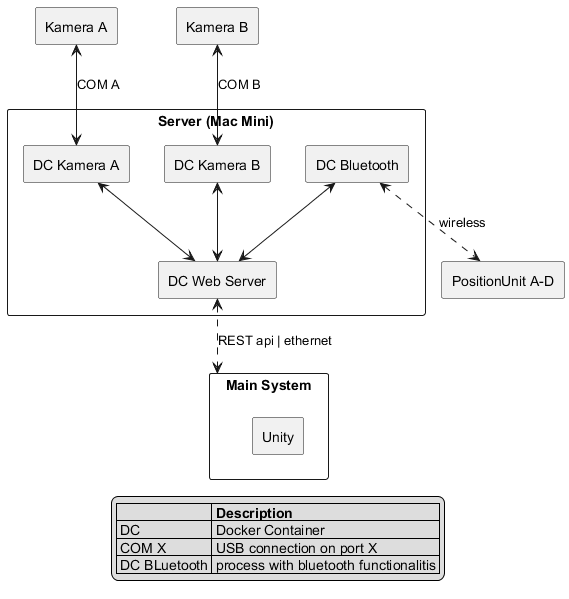 Kamera A
Kamera B
COM A
COM B
Server (Mac Mini)
DC Kamera A
DC Kamera B
DC Bluetooth
wireless
DC Web Server
PositionUnit A-D
REST api | ethernet
Main System
Unity
Description
DC Docker Container
COM X USB connection on port X
DC BLuetooth process with bluetooth functionalitis